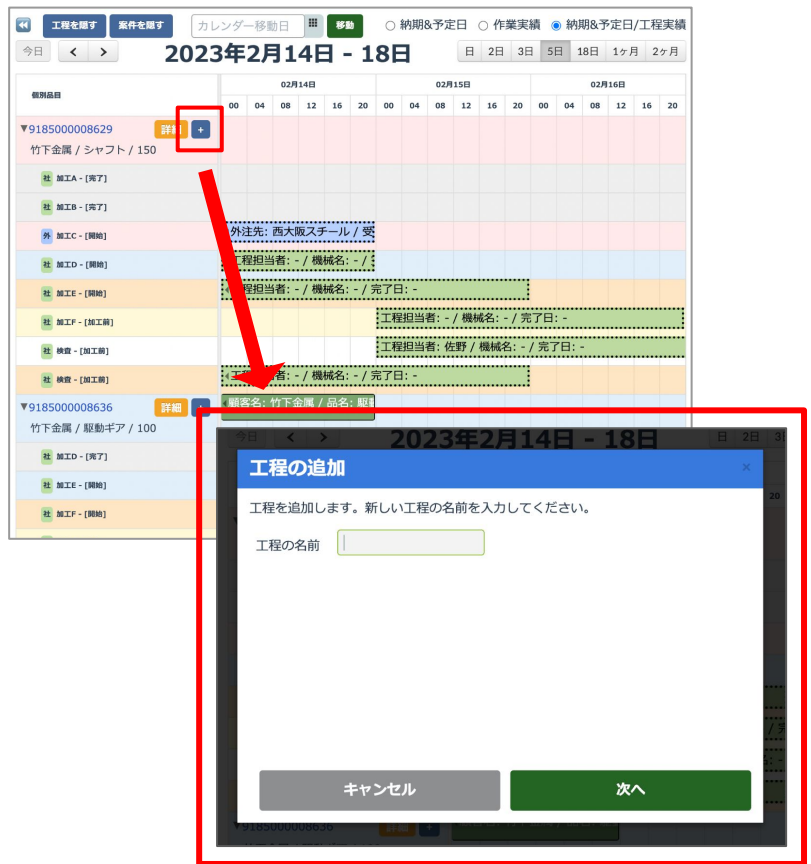 工程を隠す 案件を隠す カレンダー移動日 移動 納期&予定日 作業実績 納期&予定日/工程実績
今日 < > 2023年2月14日 - 18日 日 2日 3日 5日 18日 1ヶ月 2ヶ月
個別品目 02月14日 02月15日 02月16日
00 04 08 12 16 20 00 04 08 12 16 20 00 04 08 12 16 20
▼9185000008629 詳細 +
竹下金属 / シャフト / 150
社 加工A - [完了]
社 加工B - [完了]
外 加工C - [開始] 外注先: 西大阪スチール / 受
社 加工D - [開始] 工程担当者: - / 機械名: - /
社 加工E - [開始] 工程担当者: - / 機械名: - / 完了日: -
社 加工F - [加工前] 工程担当者: - / 機械名: - / 完了日: -
社 検査 - [加工前] 工程担当者: 佐野 / 機械名: - / 完了日: -
社 検査 - [加工前] 工程担当者: - / 機械名: - / 完了日: -
▼9185000008636 詳細 + 顧客名: 竹下金属 / 品名: 駆動
竹下金属 / 駆動ギア / 100
社 加工D - [完了]
社 加工E - [開始]
社 加工F - [開始]
今日 < > 2023年2月14日 - 18日 日 2日
工程の追加 ×
20
工程を追加します。新しい工程の名前を入力してください。
工程の名前
キャンセル 次へ
▼9185000008636 詳細 +